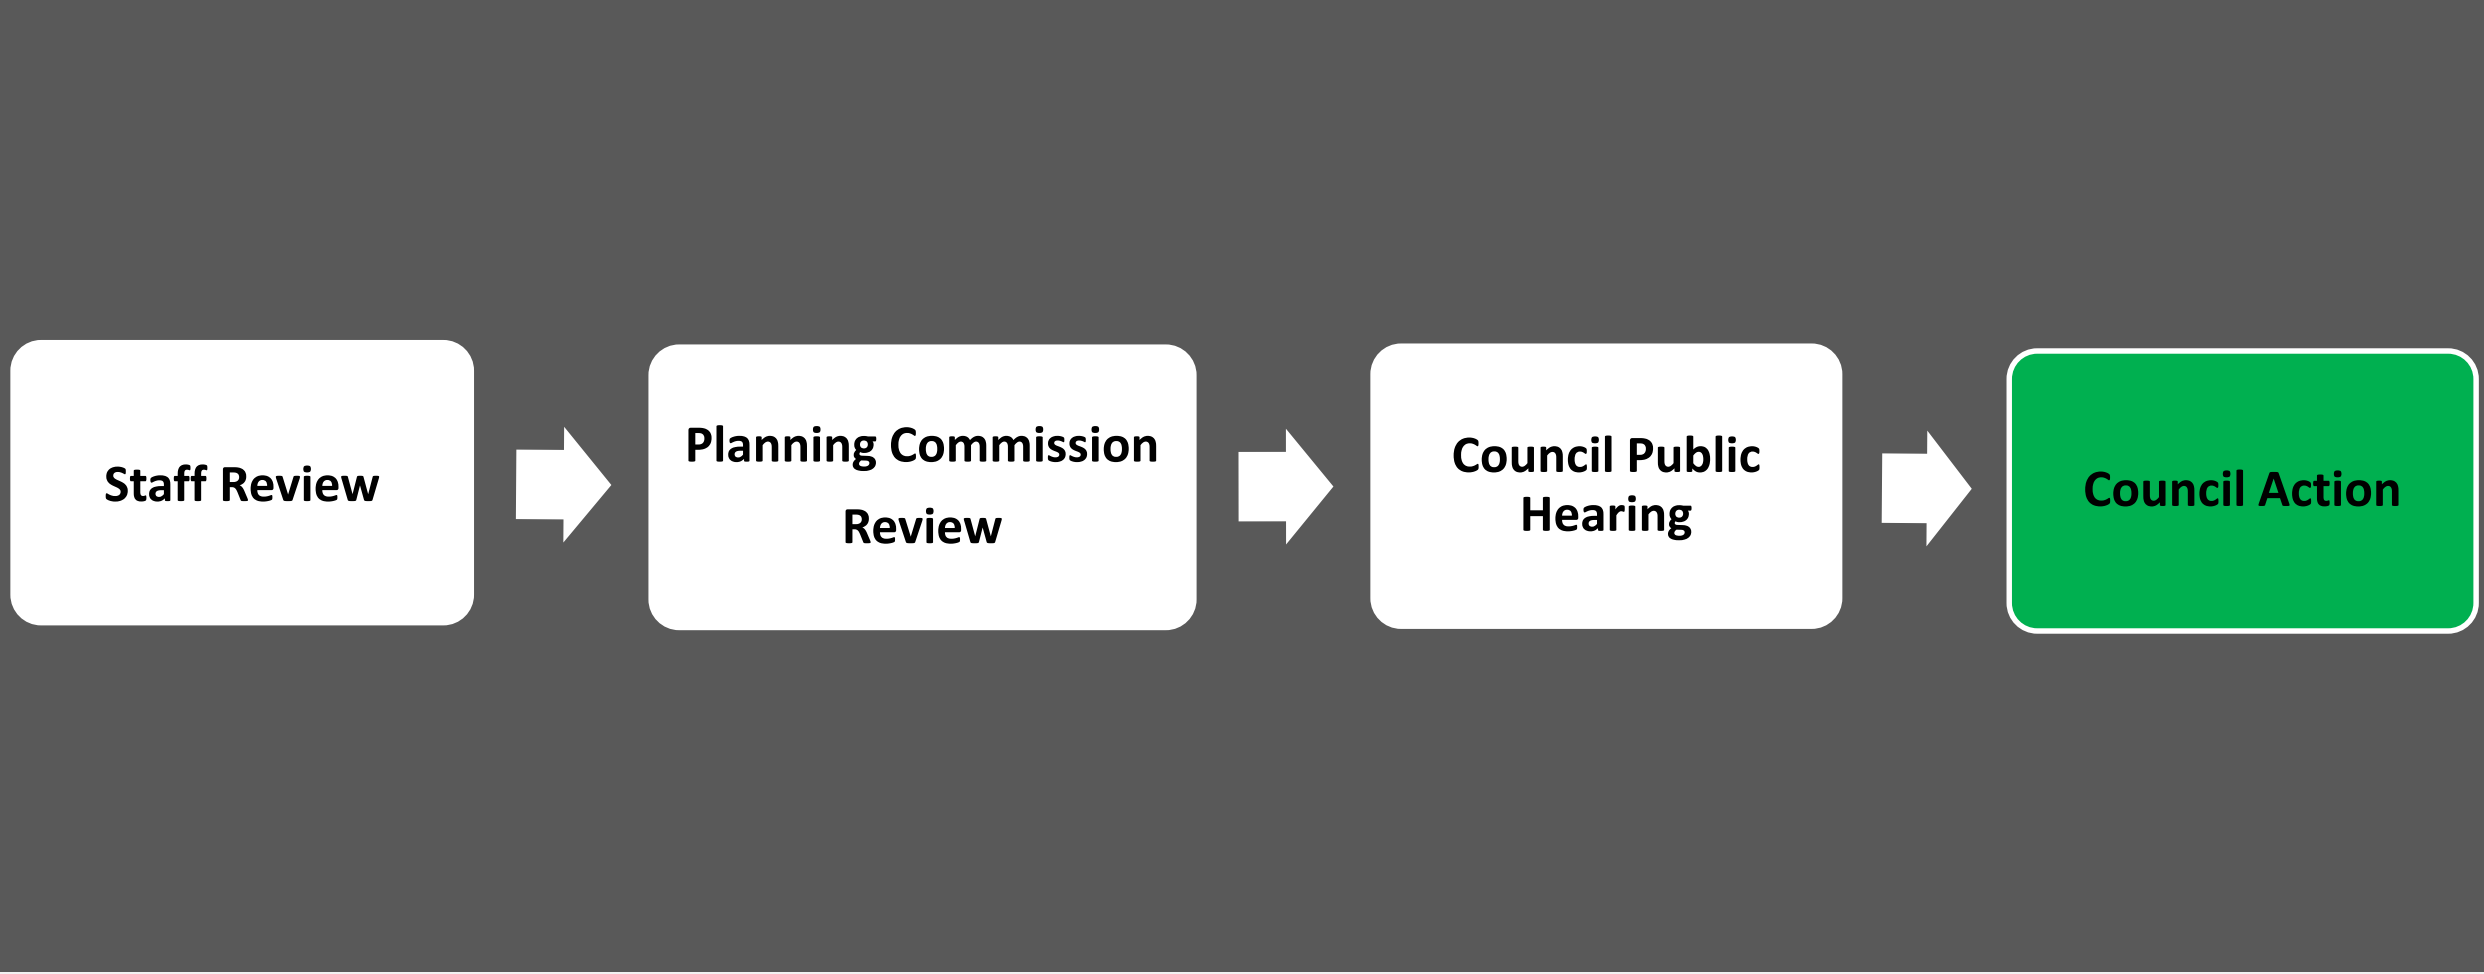 Staff Review
Planning Commission
Review
Council Public
Hearing
Council Action